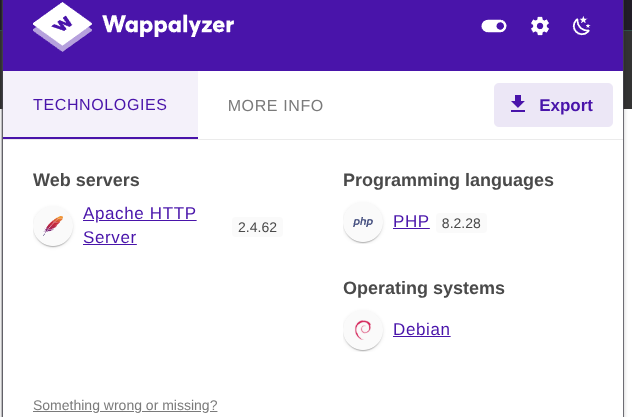 Wappalyzer
TECHNOLOGIES
MORE INFO
Export
Web servers
Apache HTTP
Server
2.4.62
Programming languages
php
PHP
8.2.28
Operating systems
Debian
Something wrong or missing?